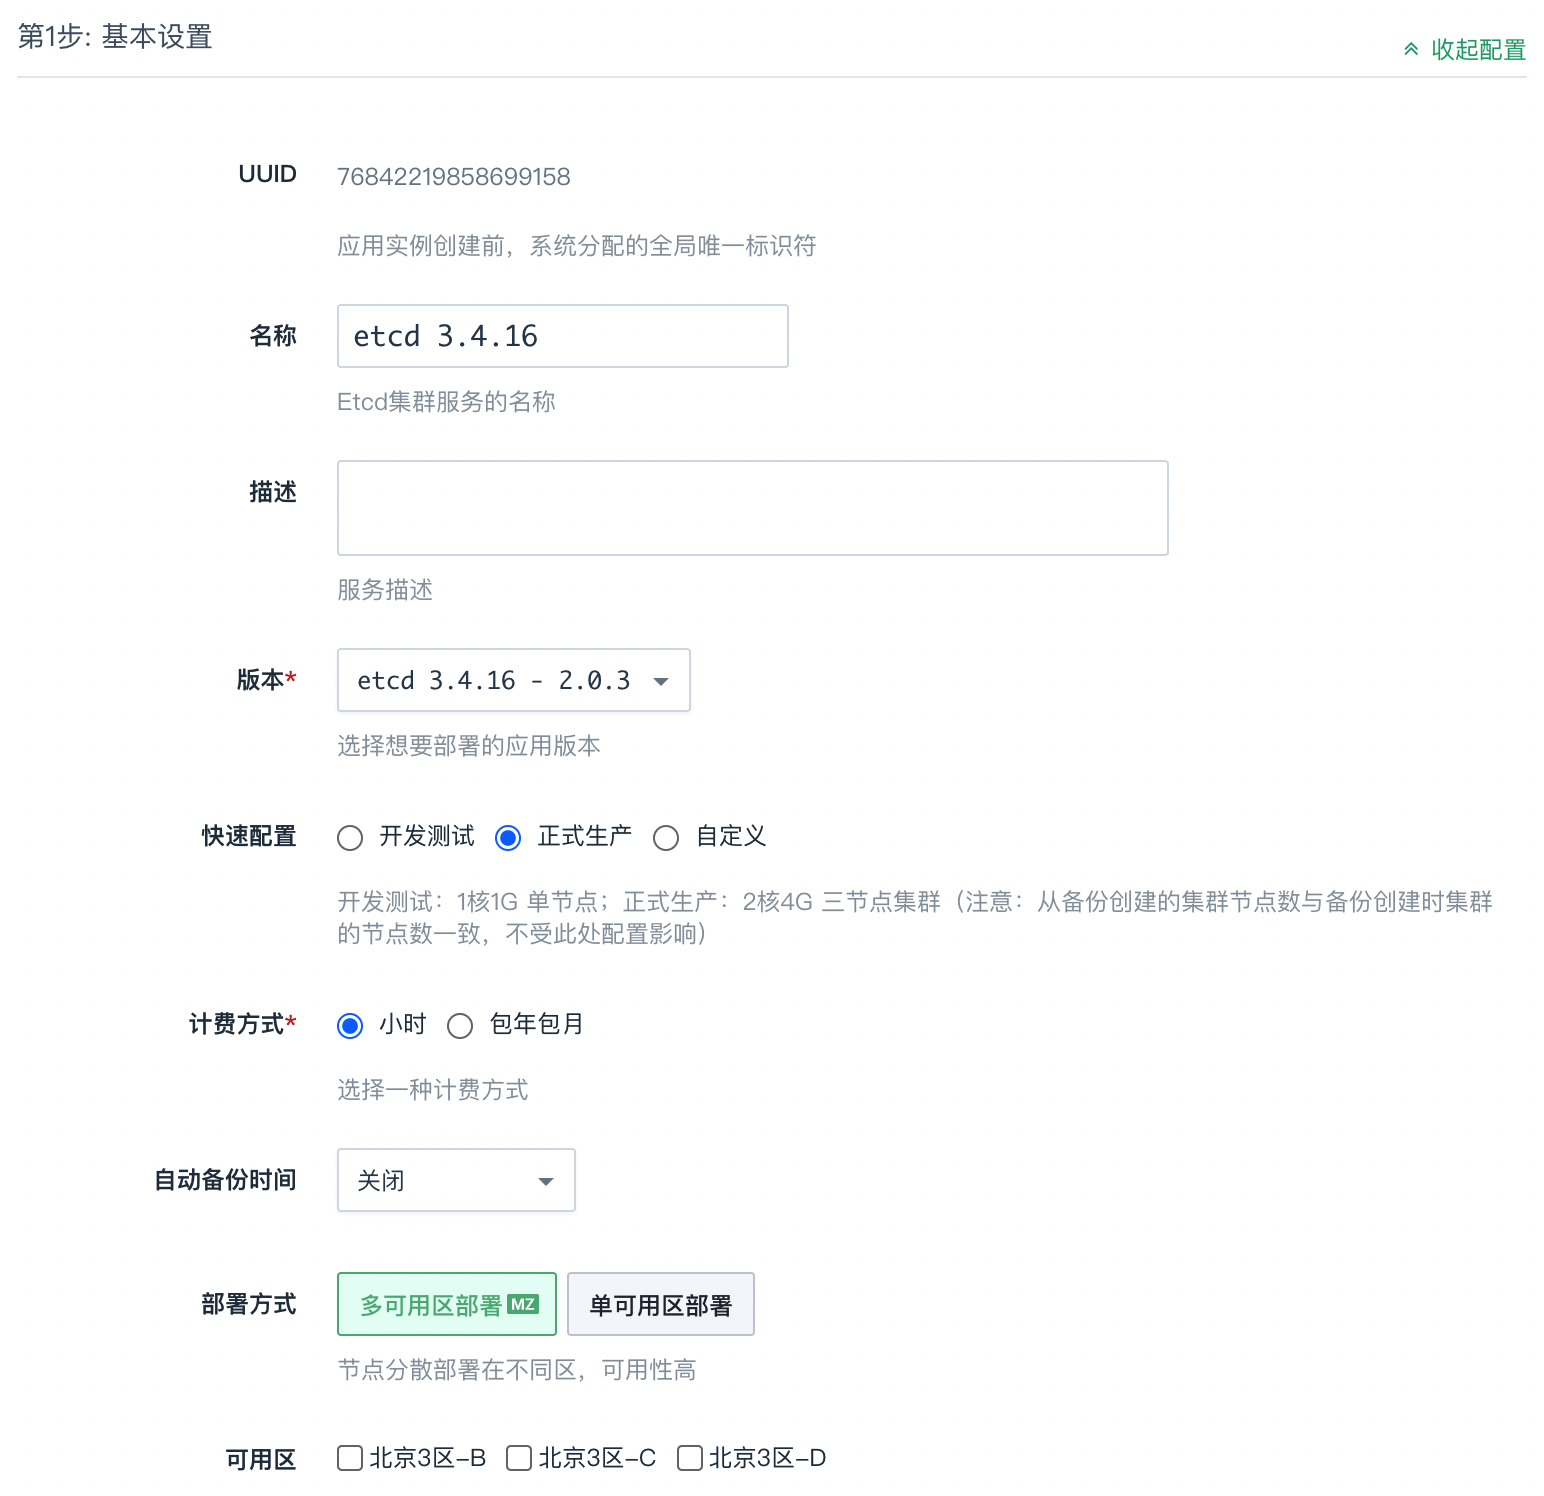 第1步: 基本设置
收起配置
UUID
76842219858699158
应用实例创建前，系统分配的全局唯一标识符
名称
etcd 3.4.16
Etcd集群服务的名称
描述
服务描述
版本*
etcd 3.4.16 - 2.0.3
选择想要部署的应用版本
快速配置
开发测试 正式生产 自定义
开发测试：1核1G 单节点；正式生产：2核4G 三节点集群（注意：从备份创建的集群节点数与备份创建时集群
的节点数一致，不受此处配置影响）
计费方式*
小时 包年包月
选择一种计费方式
自动备份时间
关闭
部署方式
多可用区部署 MZ 单可用区部署
节点分散部署在不同区，可用性高
可用区
北京3区-B 北京3区-C 北京3区-D